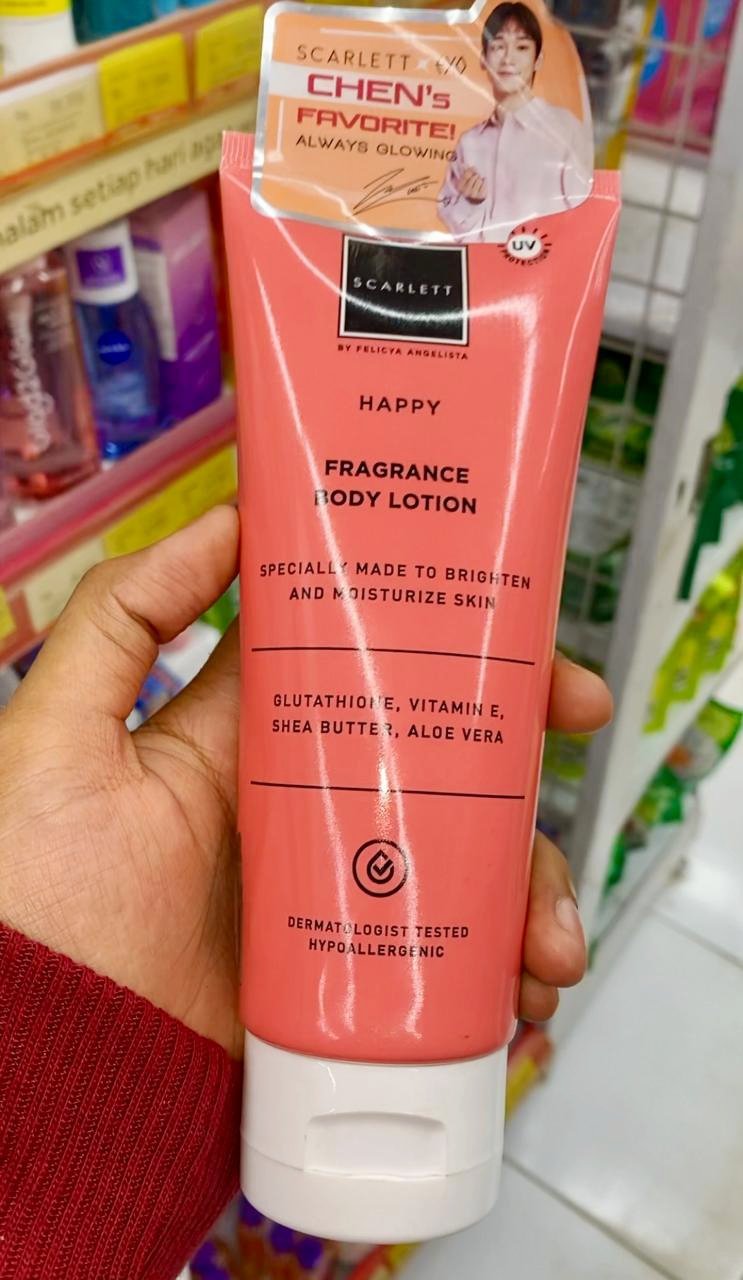 SCARLETT × EXO
CHEN's
FAVORITE!
ALWAYS GLOWING
UV
PROTECTION
SCARLETT
BY FELICYA ANGELISTA
HAPPY
FRAGRANCE
BODY LOTION
SPECIALLY MADE TO BRIGHTEN
AND MOISTURIZE SKIN
GLUTATHIONE, VITAMIN E,
SHEA BUTTER, ALOE VERA
DERMATOLOGIST TESTED
HYPOALLERGENIC
malam setiap hari
NIVEA